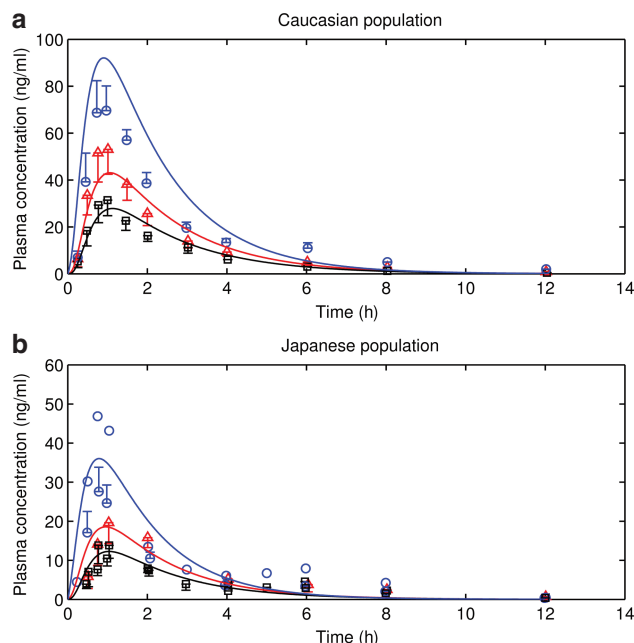 a
Caucasian population
Plasma concentration (ng/ml)
100
80
60
40
20
0
0 2 4 6 8 10 12 14
Time (h)
b
Japanese population
Plasma concentration (ng/ml)
60
50
40
30
20
10
0
0 2 4 6 8 10 12 14
Time (h)